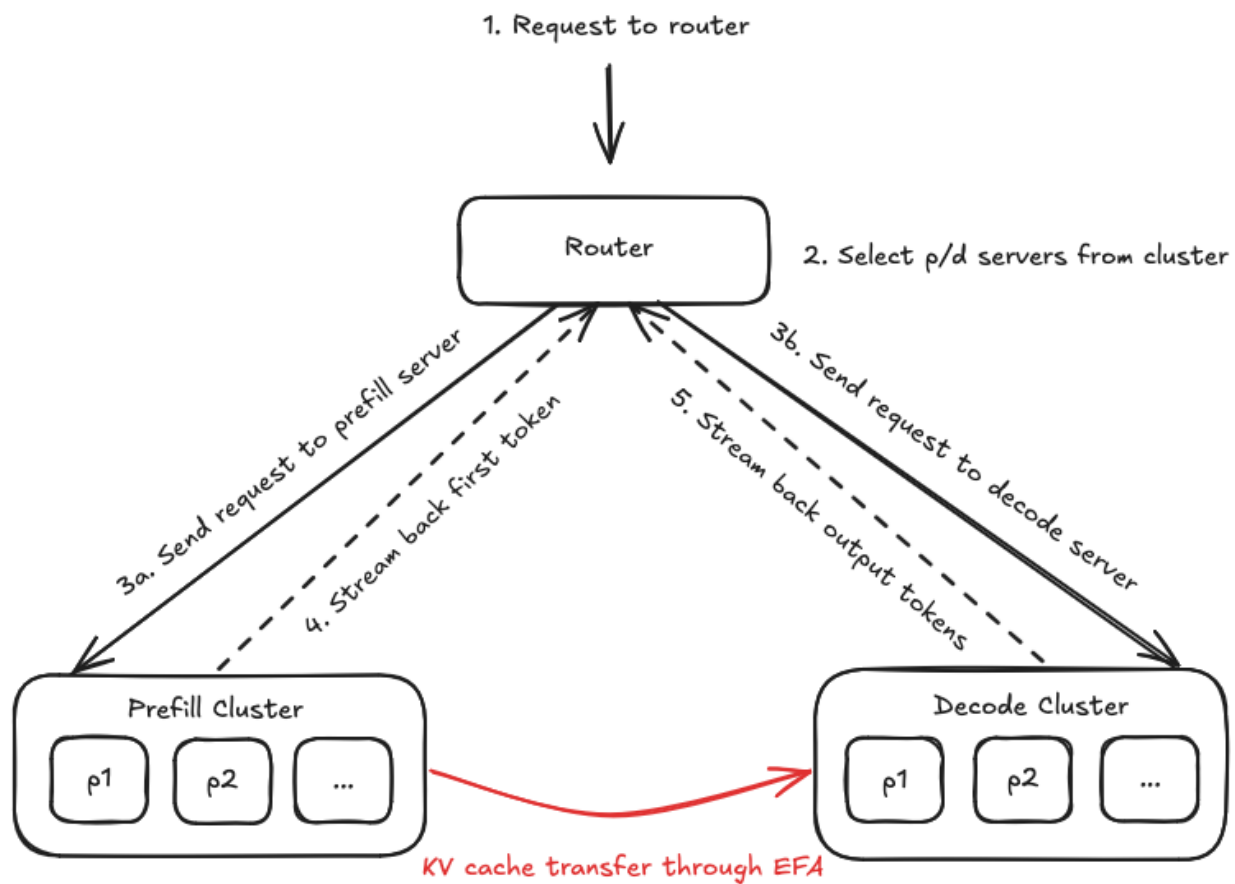 1. Request to router
Router
2. Select p/d servers from cluster
3a. Send request to prefill server
4. Stream back first token
5. Stream back output tokens
3b. Send request to decode server
Prefill Cluster
p1
p2
...
Decode Cluster
p1
p2
...
KV cache transfer through EFA